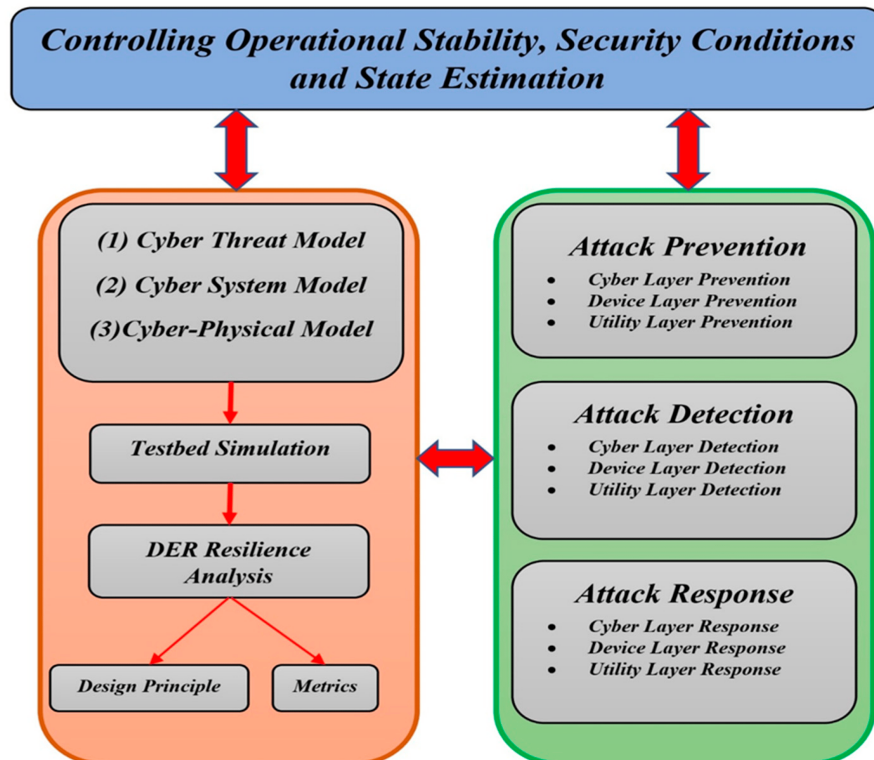 Controlling Operational Stability, Security Conditions
and State Estimation
(1) Cyber Threat Model
(2) Cyber System Model
(3)Cyber-Physical Model
Testbed Simulation
DER Resilience
Analysis
Design Principle
Metrics
Attack Prevention
• Cyber Layer Prevention
• Device Layer Prevention
• Utility Layer Prevention
Attack Detection
• Cyber Layer Detection
• Device Layer Detection
• Utility Layer Detection
Attack Response
• Cyber Layer Response
• Device Layer Response
• Utility Layer Response